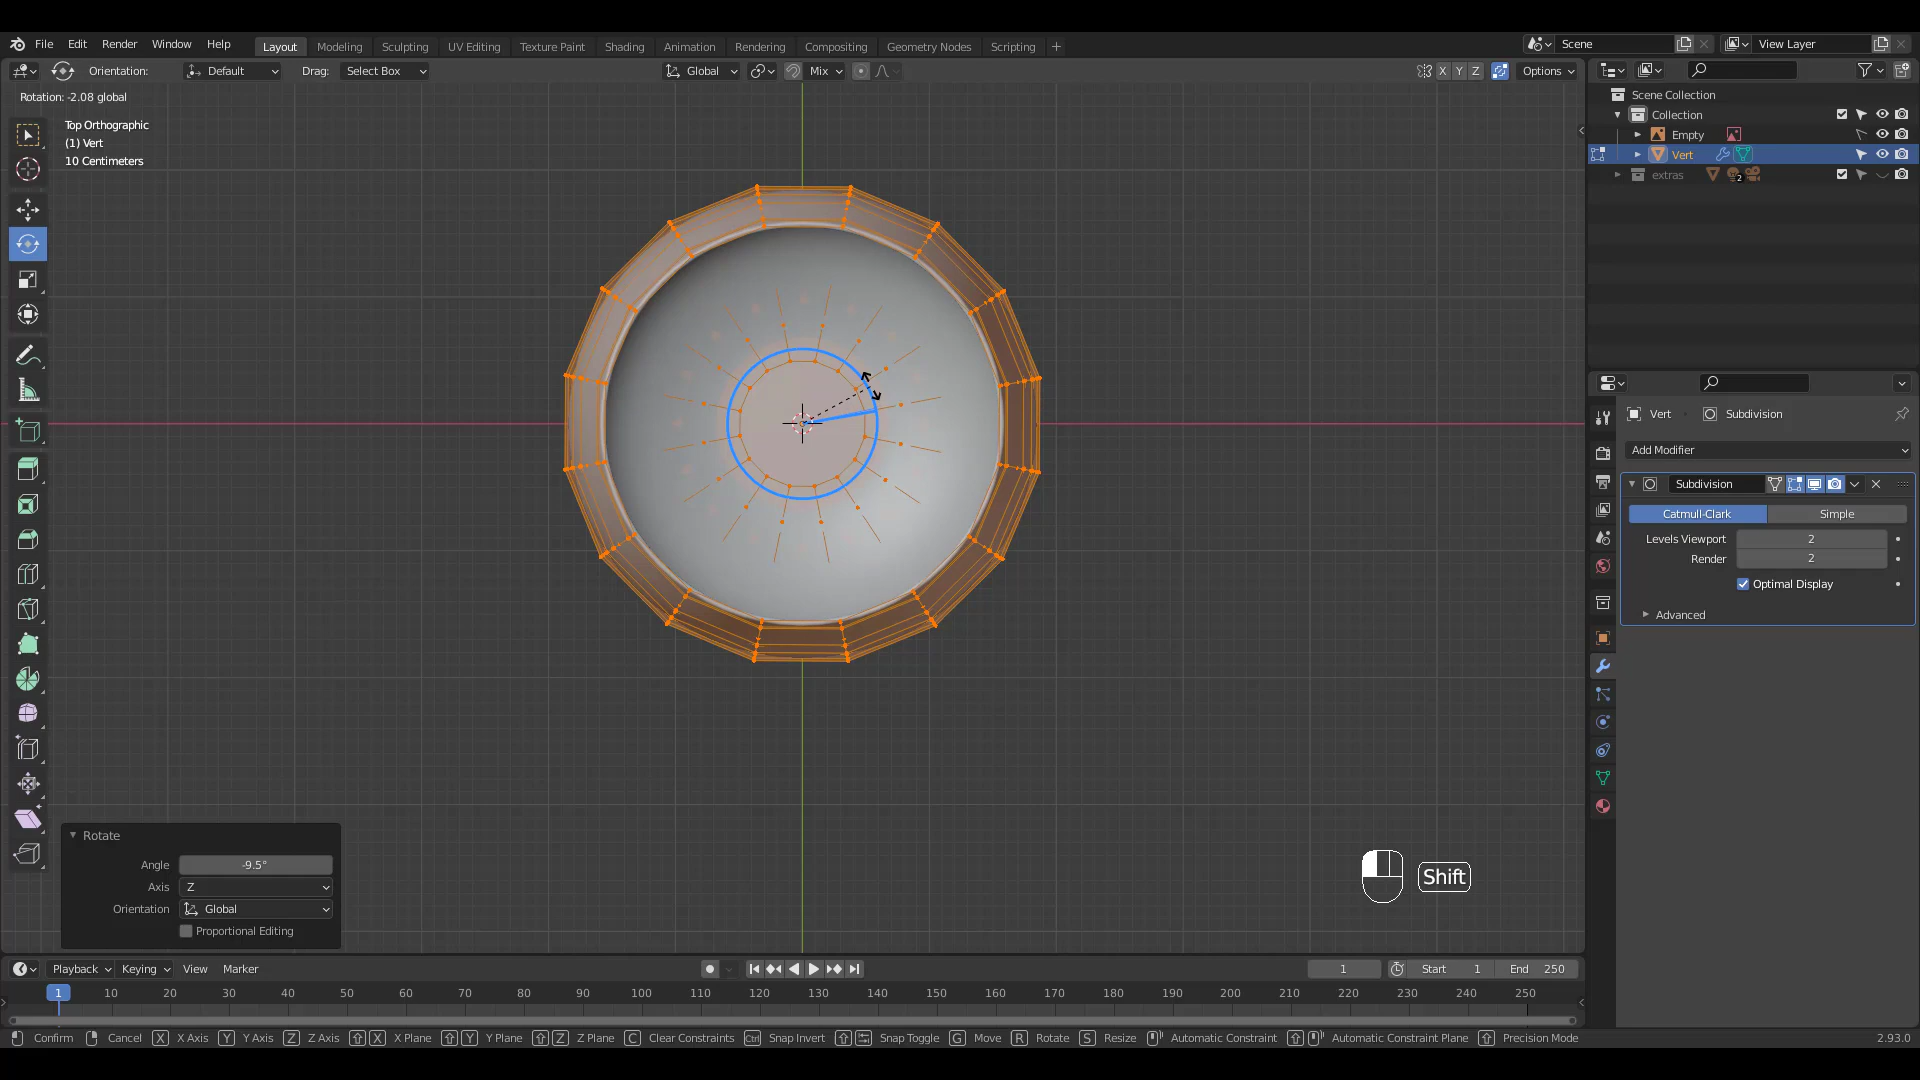 File Edit Render Window Help Layout Modeling Sculpting UV Editing Texture Paint Shading Animation Rendering Compositing Geometry Nodes Scripting + Scene View Layer
Orientation: Default Drag: Select Box Global Mix X Y Z Options
Rotation: -2.08 global
Top Orthographic
(1) Vert
10 Centimeters
Scene Collection
Collection
Empty
Vert
extras 2
Vert Subdivision
Add Modifier
Subdivision
Catmull-Clark Simple
Levels Viewport 2
Render 2
Optimal Display
Advanced
Rotate
Angle -9.5°
Axis Z
Orientation Global
Proportional Editing
Shift
Playback Keying View Marker 1 Start 1 End 250
1 10 20 30 40 50 60 70 80 90 100 110 120 130 140 150 160 170 180 190 200 210 220 230 240 250
Confirm Cancel X X Axis Y Y Axis Z Z Axis X X Plane Y Y Plane Z Z Plane C Clear Constraints Ctrl Snap Invert Snap Toggle G Move R Rotate S Resize Automatic Constraint Automatic Constraint Plane Precision Mode 2.93.0